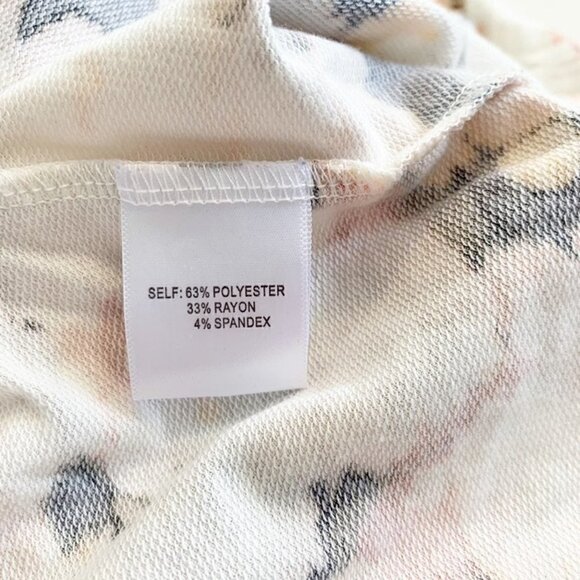 SELF: 63% POLYESTER
33% RAYON
4% SPANDEX